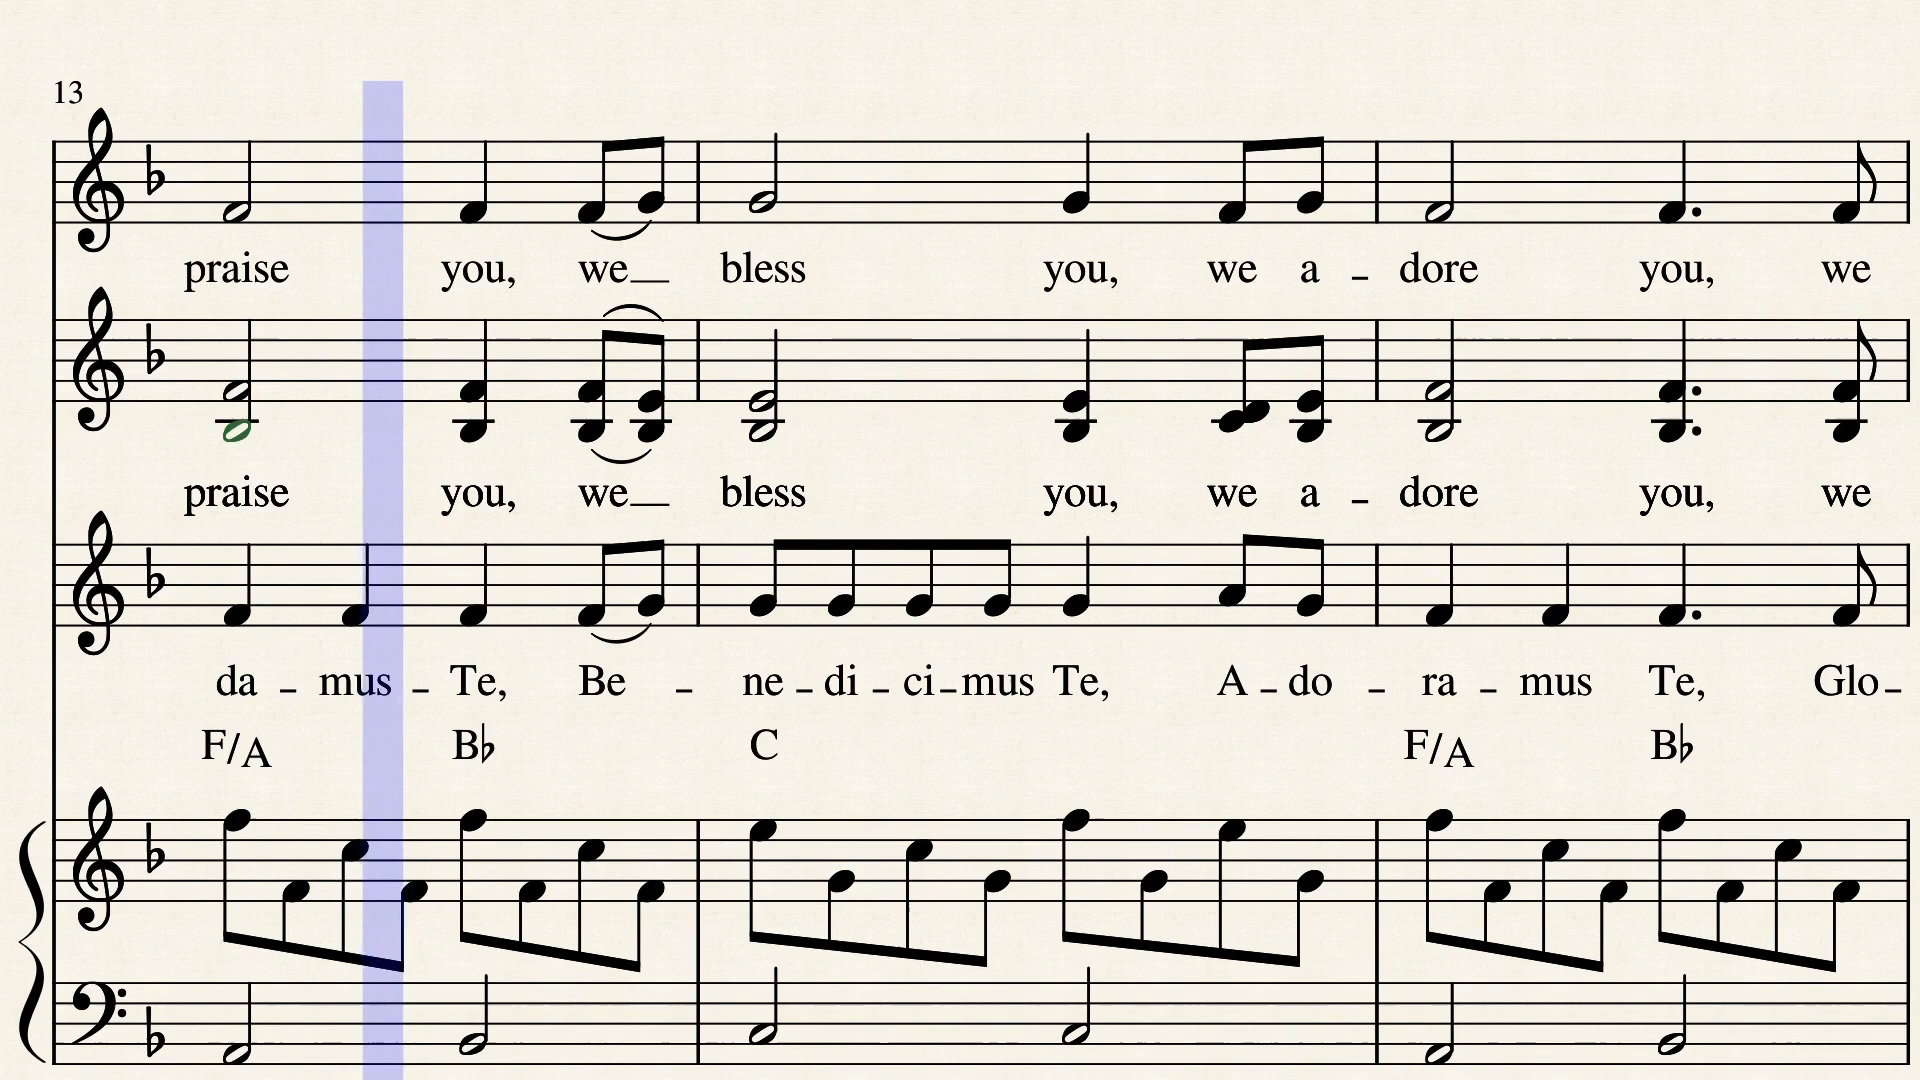 13
praise you, we bless you, we a - dore you, we
praise you, we bless you, we a - dore you, we
da - mus - Te, Be - ne - di - ci - mus Te, A - do - ra - mus Te, Glo -
F/A B♭ C F/A B♭